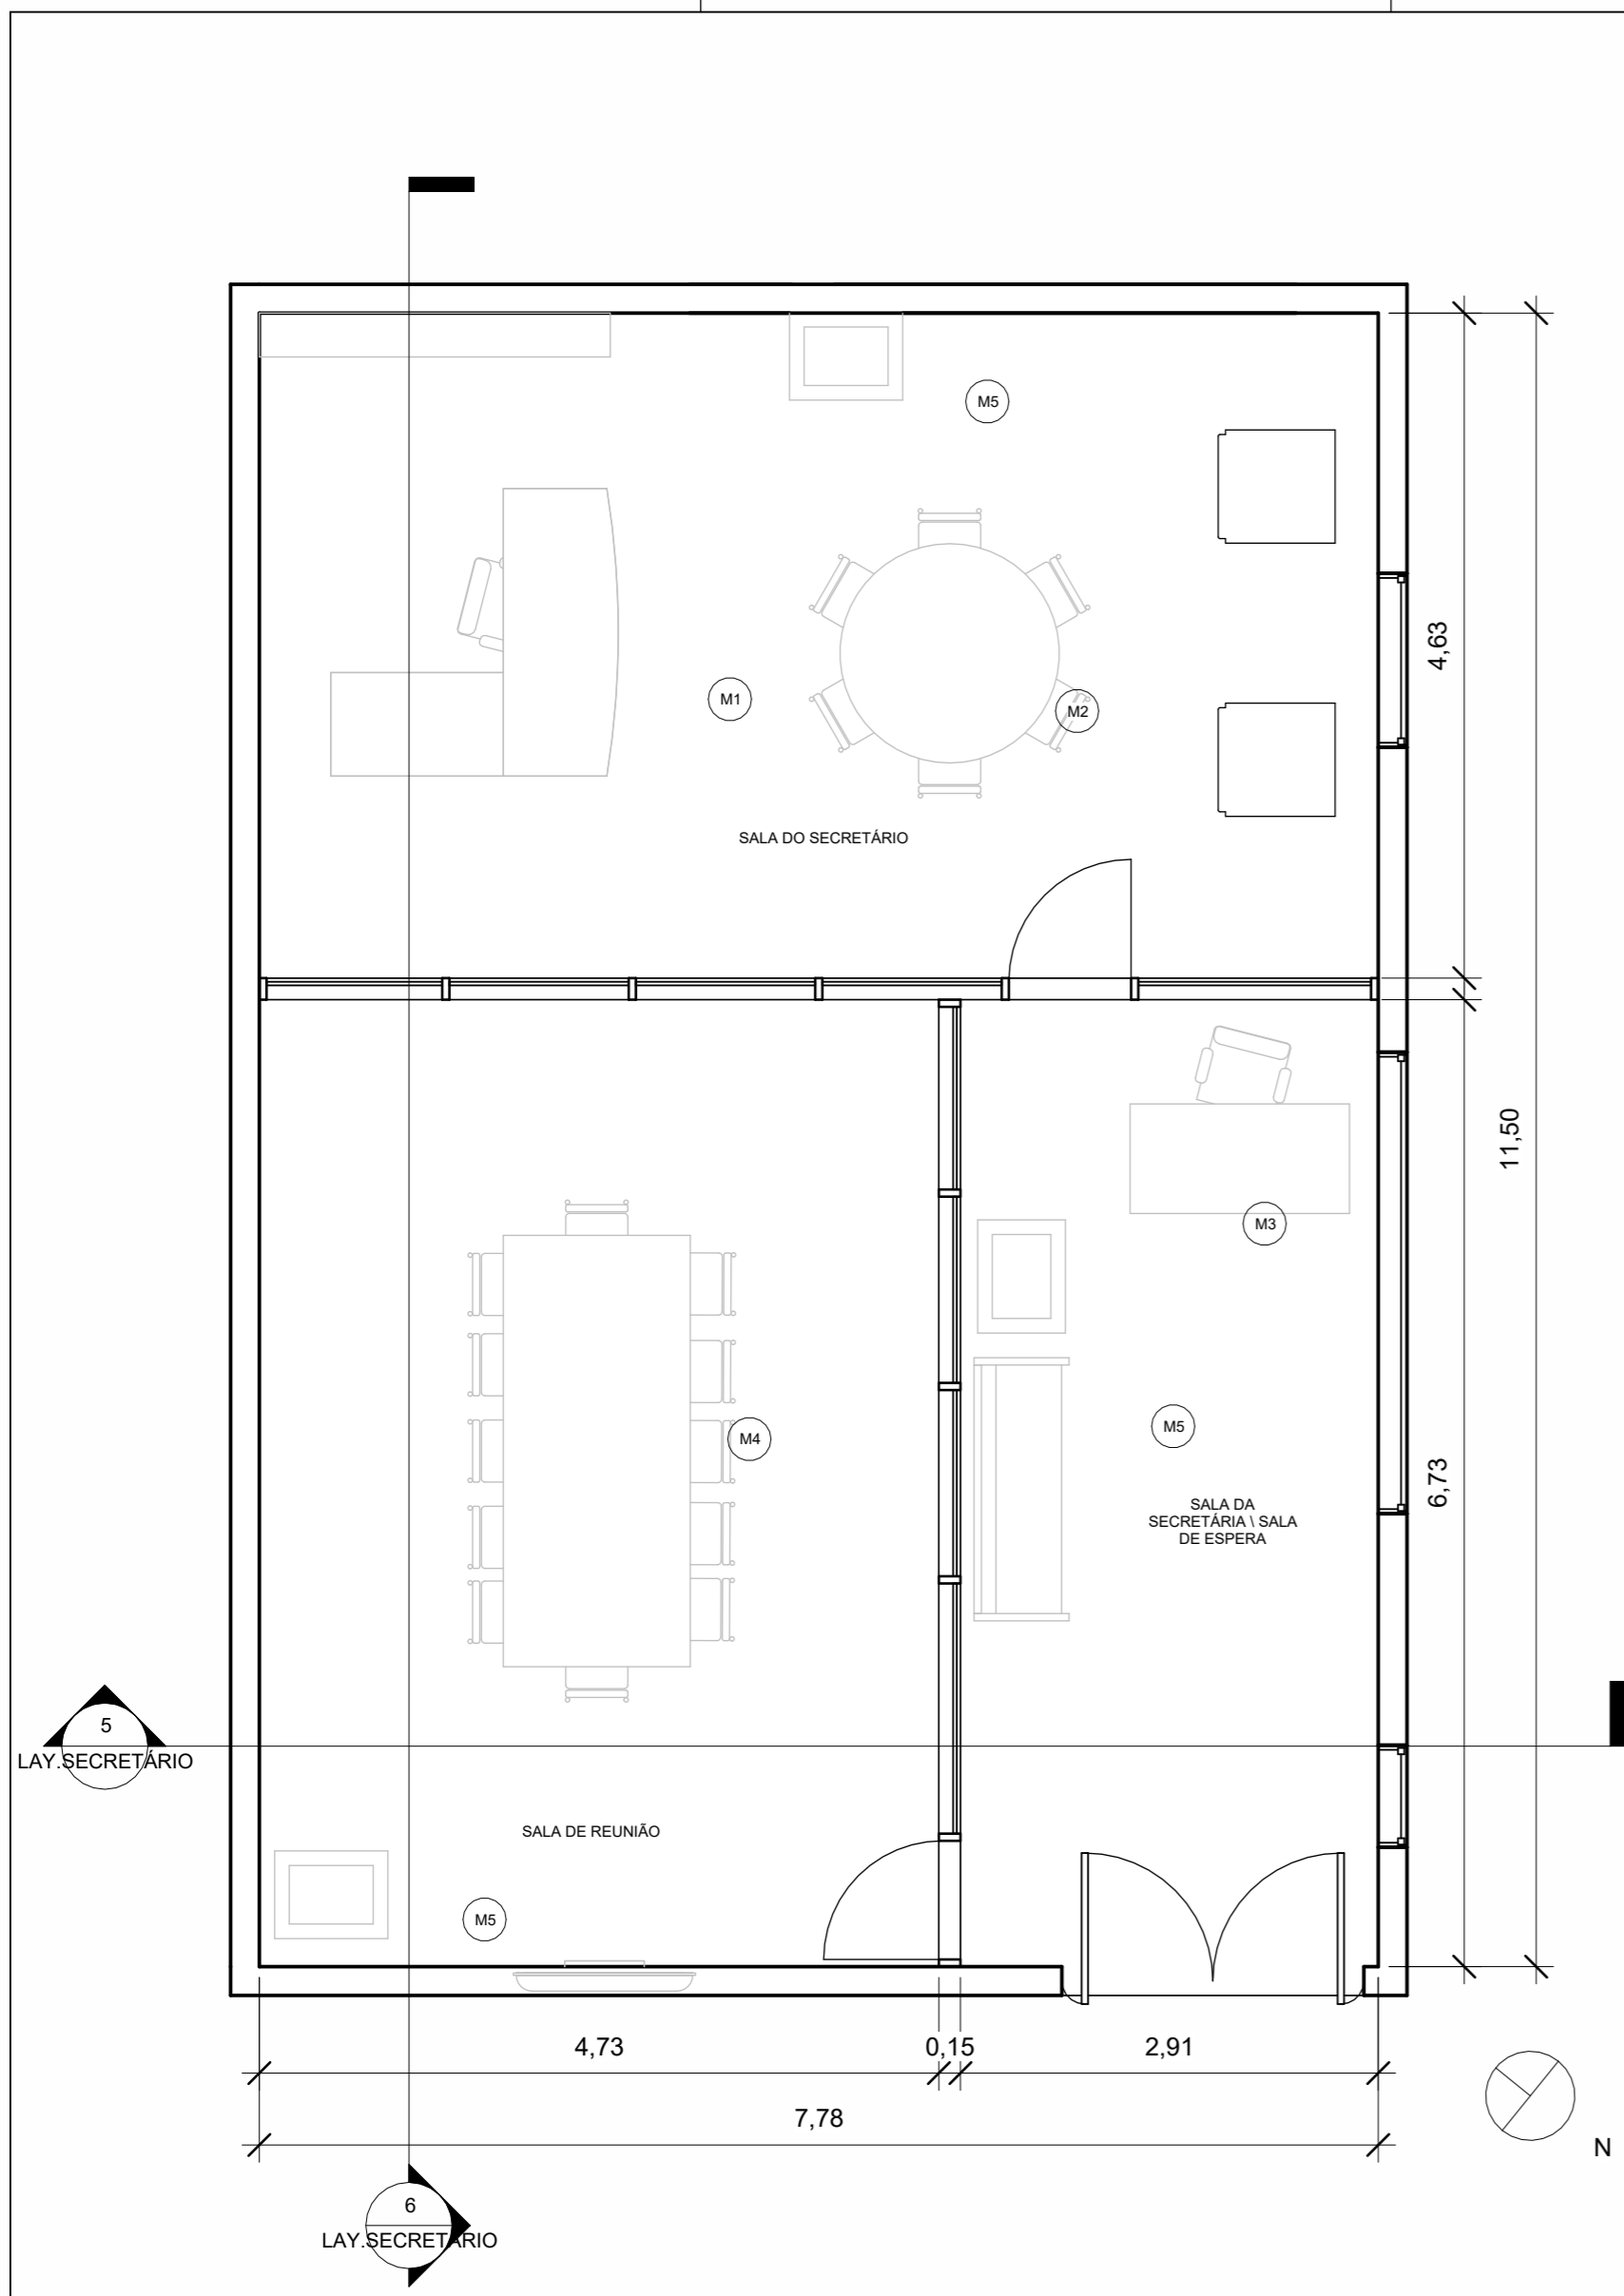 M5
4,63
M1
M2
SALA DO SECRETÁRIO
11,50
M3
M4
M5
6,73
SALA DA
SECRETÁRIA \ SALA
DE ESPERA
5
LAY.SECRETÁRIO
SALA DE REUNIÃO
M5
4,73
0,15
2,91
7,78
N
6
LAY.SECRETÁRIO